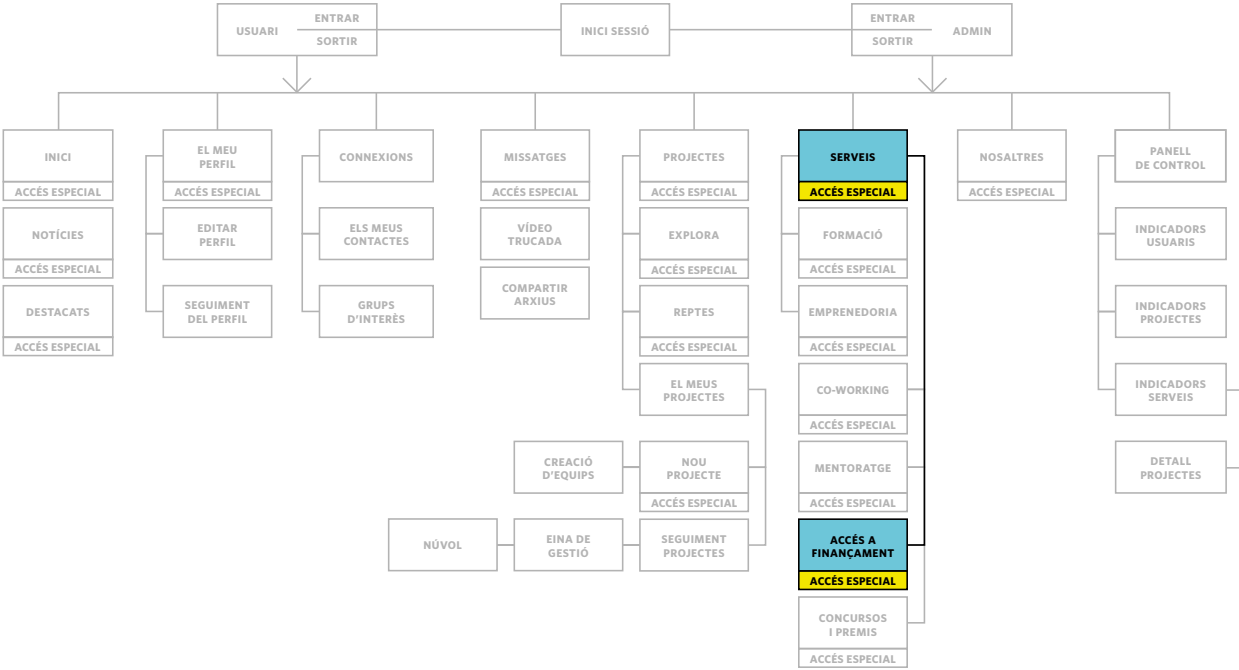 USUARI
ENTRAR
SORTIR
INICI SESSIÓ
ENTRAR
SORTIR
ADMIN
INICI
ACCÉS ESPECIAL
NOTÍCIES
ACCÉS ESPECIAL
DESTACATS
ACCÉS ESPECIAL
EL MEU
PERFIL
ACCÉS ESPECIAL
EDITAR
PERFIL
SEGUIMENT
DEL PERFIL
CONNEXIONS
ELS MEUS
CONTACTES
GRUPS
D'INTERÈS
MISSATGES
ACCÉS ESPECIAL
VÍDEO
TRUCADA
COMPARTIR
ARXIUS
PROJECTES
ACCÉS ESPECIAL
EXPLORA
ACCÉS ESPECIAL
REPTES
ACCÉS ESPECIAL
EL MEUS
PROJECTES
NOU
PROJECTE
ACCÉS ESPECIAL
CREACIÓ
D'EQUIPS
SEGUIMENT
PROJECTES
EINA DE
GESTIÓ
NÚVOL
SERVEIS
ACCÉS ESPECIAL
FORMACIÓ
ACCÉS ESPECIAL
EMPRENEDORIA
ACCÉS ESPECIAL
CO-WORKING
ACCÉS ESPECIAL
MENTORATGE
ACCÉS ESPECIAL
ACCÉS A
FINANÇAMENT
ACCÉS ESPECIAL
CONCURSOS
I PREMIS
ACCÉS ESPECIAL
NOSALTRES
ACCÉS ESPECIAL
PANELL
DE CONTROL
INDICADORS
USUARIS
INDICADORS
PROJECTES
INDICADORS
SERVEIS
DETALL
PROJECTES